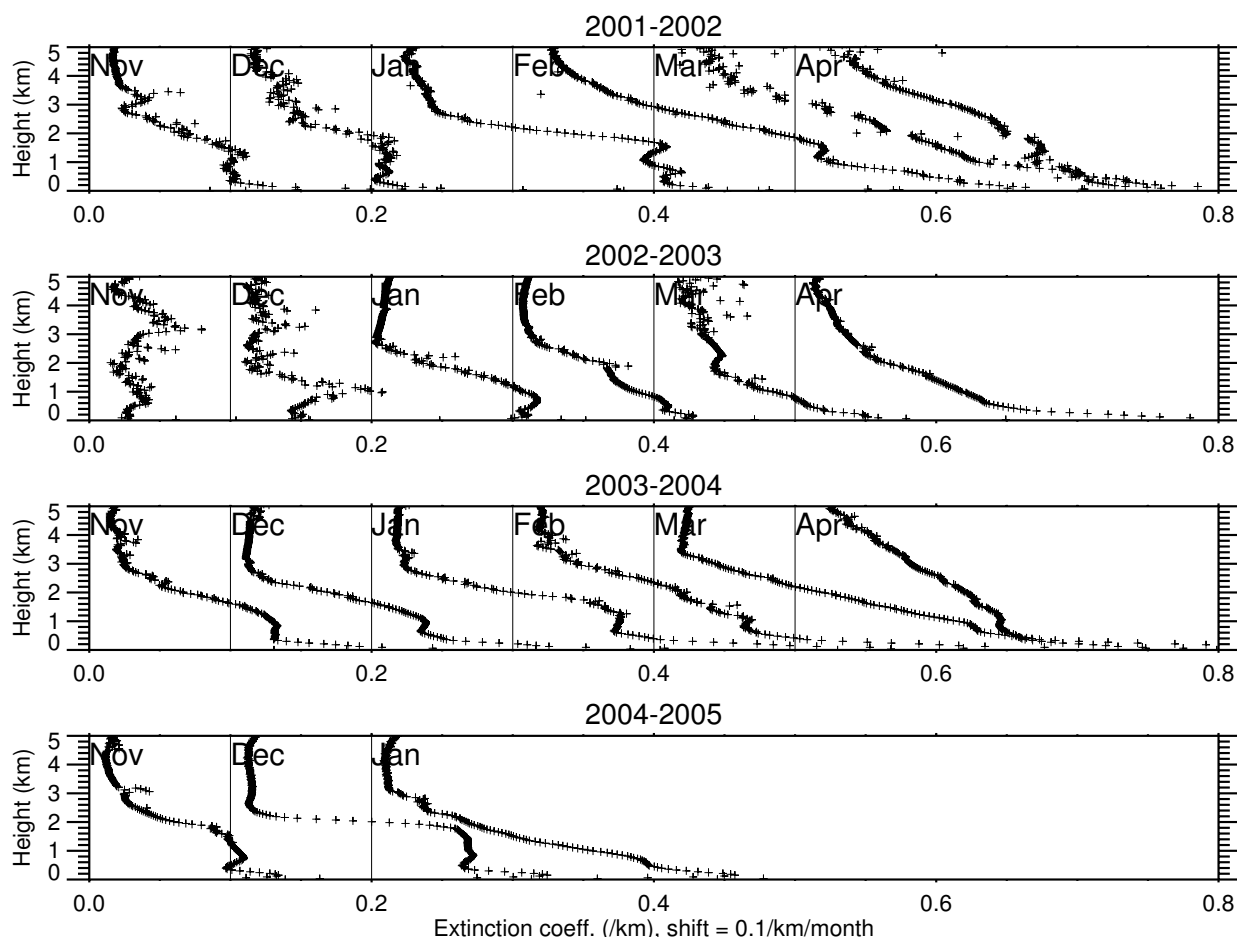 2001-2002
Height (km)
5
4
3
2
1
0
Nov Dec Jan Feb Mar Apr
0.0 0.2 0.4 0.6 0.8
2002-2003
Height (km)
5
4
3
2
1
0
Nov Dec Jan Feb Mar Apr
0.0 0.2 0.4 0.6 0.8
2003-2004
Height (km)
5
4
3
2
1
0
Nov Dec Jan Feb Mar Apr
0.0 0.2 0.4 0.6 0.8
2004-2005
Height (km)
5
4
3
2
1
0
Nov Dec Jan
0.0 0.2 0.4 0.6 0.8
Extinction coeff. (/km), shift = 0.1/km/month